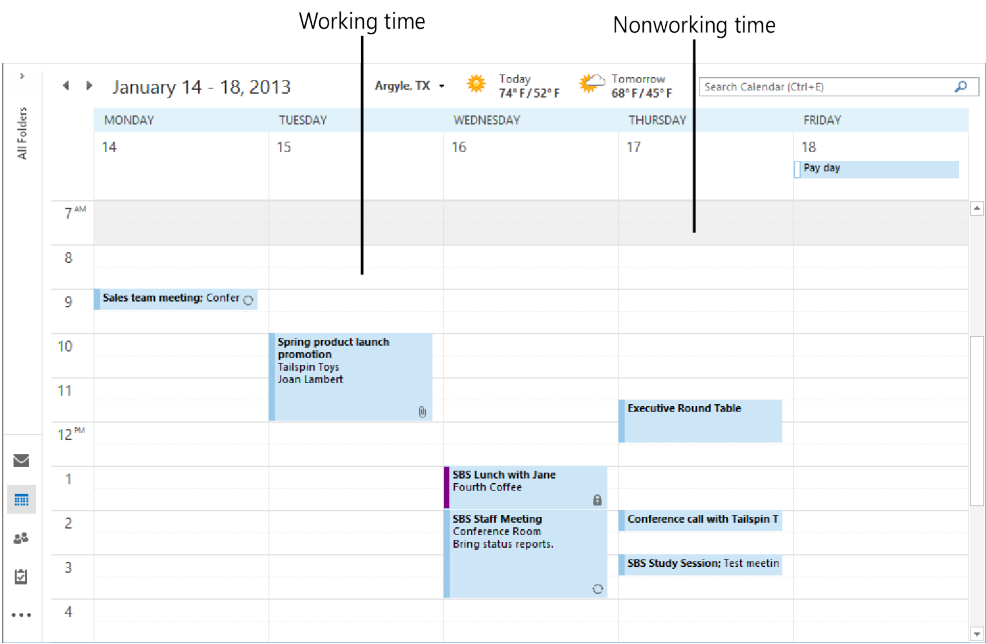 Working time
Nonworking time
January 14 - 18, 2013
Argyle, TX
Today
74° F / 52° F
Tomorrow
68° F / 45° F
Search Calendar (Ctrl+E)
All Folders
MONDAY
TUESDAY
WEDNESDAY
THURSDAY
FRIDAY
14
15
16
17
18
Pay day
7 AM
8
9
Sales team meeting; Confer
10
Spring product launch
promotion
Tailspin Toys
Joan Lambert
11
Executive Round Table
12 PM
1
SBS Lunch with Jane
Fourth Coffee
2
SBS Staff Meeting
Conference Room
Bring status reports.
Conference call with Tailspin T
3
SBS Study Session; Test meetin
4